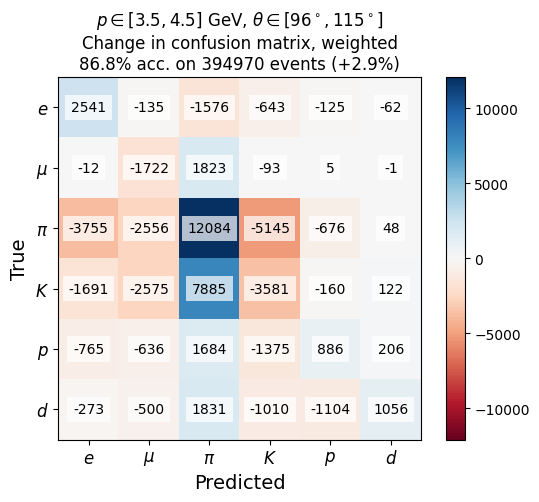 p ∈ [3.5, 4.5] GeV, θ ∈ [96°, 115°]
Change in confusion matrix, weighted
86.8% acc. on 394970 events (+2.9%)
e 2541 -135 -1576 -643 -125 -62
μ -12 -1722 1823 -93 5 -1
π -3755 -2556 12084 -5145 -676 48
K -1691 -2575 7885 -3581 -160 122
p -765 -636 1684 -1375 886 206
d -273 -500 1831 -1010 -1104 1056
e μ π K p d
True
Predicted
10000
5000
0
−5000
−10000